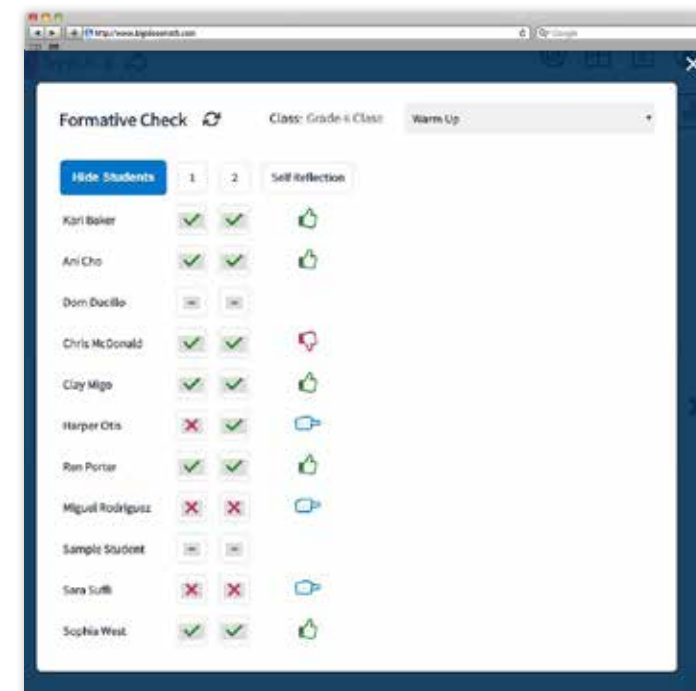 http://www.bigideasmath.com
Google
Formative Check Class: Grade 6 Class Warm Up
Hide Students 1 2 Self Reflection
Kari Baker
Ani Cho
Dom Ducillo
Chris McDonald
Clay Migo
Harper Otis
Ren Porter
Miguel Rodriguez
Sample Student
Sara Suffi
Sophia West